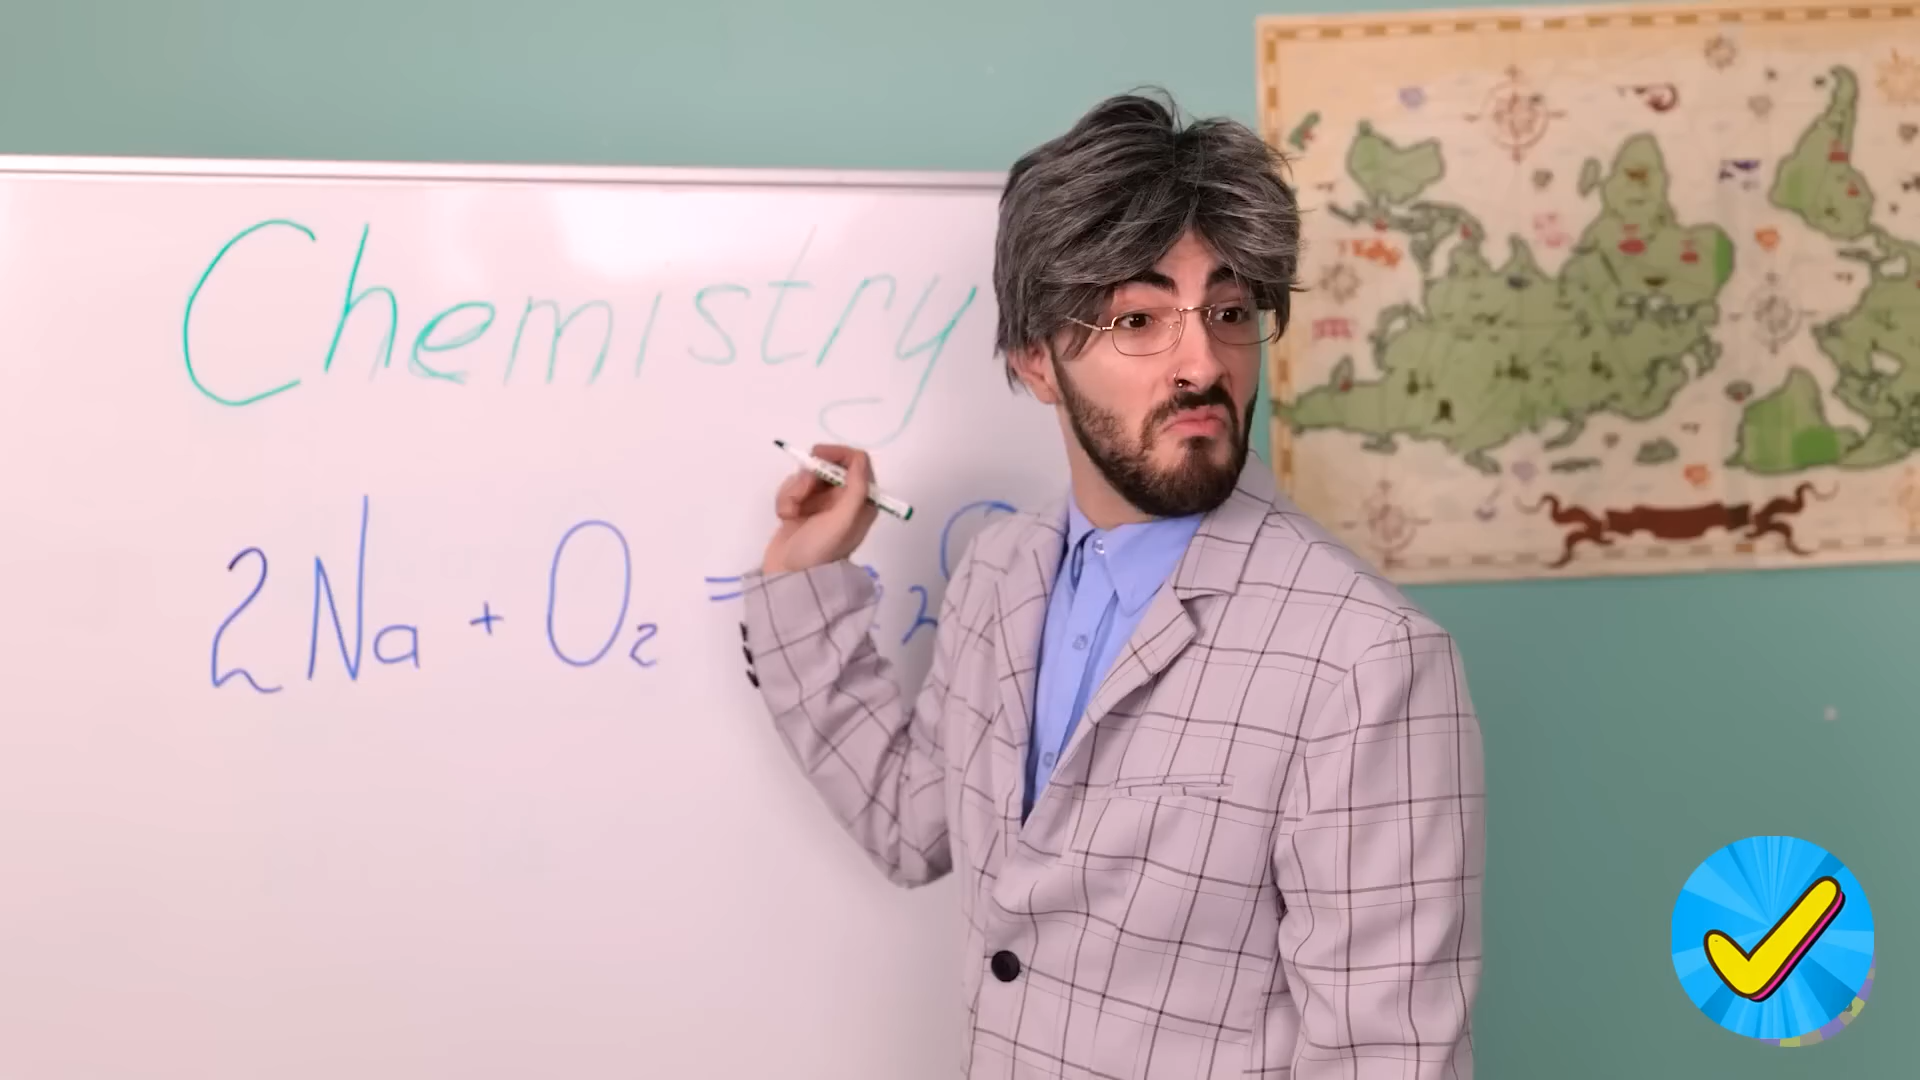 Chemistry
2Na + O₂ =